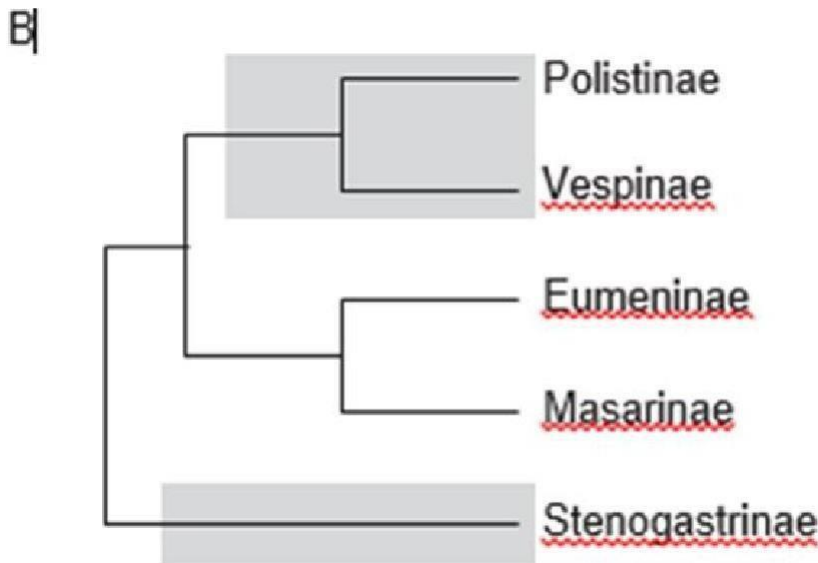 B
Polistinae
Vespinae
Eumeninae
Masarinae
Stenogastrinae